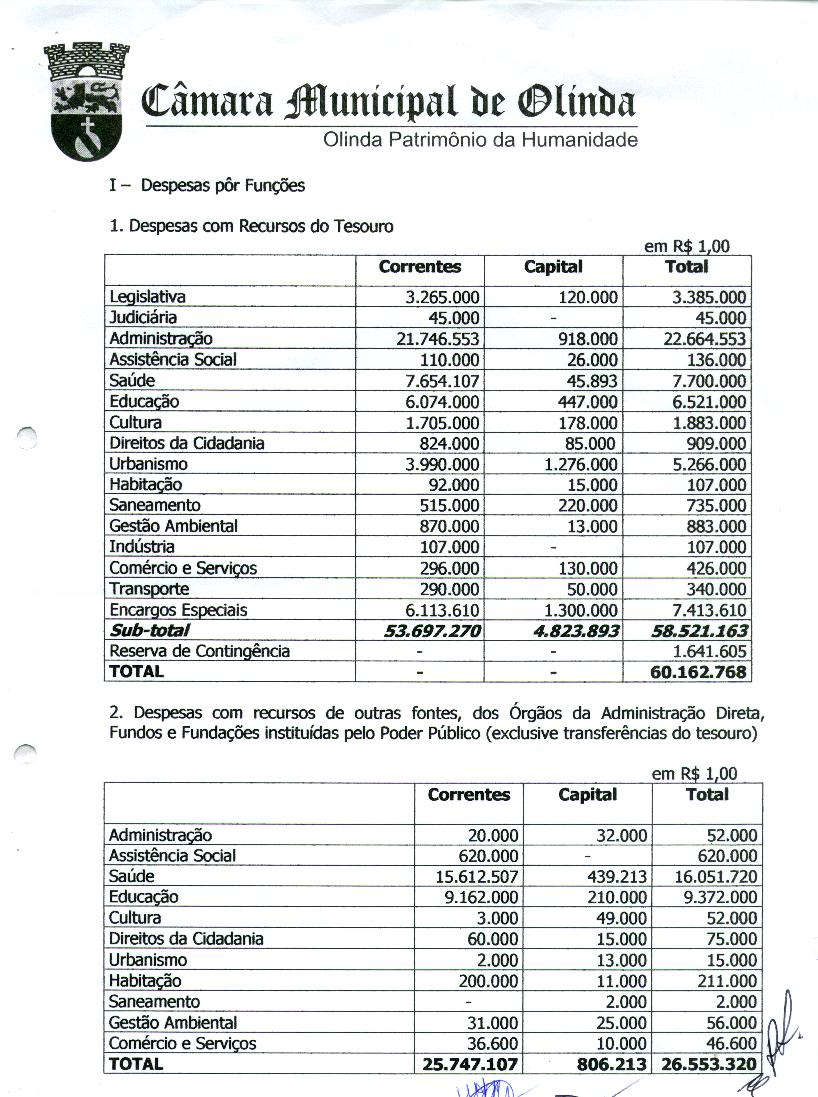 Câmara Municipal de Olinda
Olinda Patrimônio da Humanidade
I – Despesas pôr Funções
1. Despesas com Recursos do Tesouro
em R$ 1,00
Correntes Capital Total
Legislativa 3.265.000 120.000 3.385.000
Judiciária 45.000 - 45.000
Administração 21.746.553 918.000 22.664.553
Assistência Social 110.000 26.000 136.000
Saúde 7.654.107 45.893 7.700.000
Educação 6.074.000 447.000 6.521.000
Cultura 1.705.000 178.000 1.883.000
Direitos da Cidadania 824.000 85.000 909.000
Urbanismo 3.990.000 1.276.000 5.266.000
Habitação 92.000 15.000 107.000
Saneamento 515.000 220.000 735.000
Gestão Ambiental 870.000 13.000 883.000
Indústria 107.000 - 107.000
Comércio e Serviços 296.000 130.000 426.000
Transporte 290.000 50.000 340.000
Encargos Especiais 6.113.610 1.300.000 7.413.610
Sub-total 53.697.270 4.823.893 58.521.163
Reserva de Contingência - - 1.641.605
TOTAL - - 60.162.768
2. Despesas com recursos de outras fontes, dos Órgãos da Administração Direta,
Fundos e Fundações instituídas pelo Poder Público (exclusive transferências do tesouro)
em R$ 1,00
Correntes Capital Total
Administração 20.000 32.000 52.000
Assistência Social 620.000 - 620.000
Saúde 15.612.507 439.213 16.051.720
Educação 9.162.000 210.000 9.372.000
Cultura 3.000 49.000 52.000
Direitos da Cidadania 60.000 15.000 75.000
Urbanismo 2.000 13.000 15.000
Habitação 200.000 11.000 211.000
Saneamento - 2.000 2.000
Gestão Ambiental 31.000 25.000 56.000
Comércio e Serviços 36.600 10.000 46.600
TOTAL 25.747.107 806.213 26.553.320